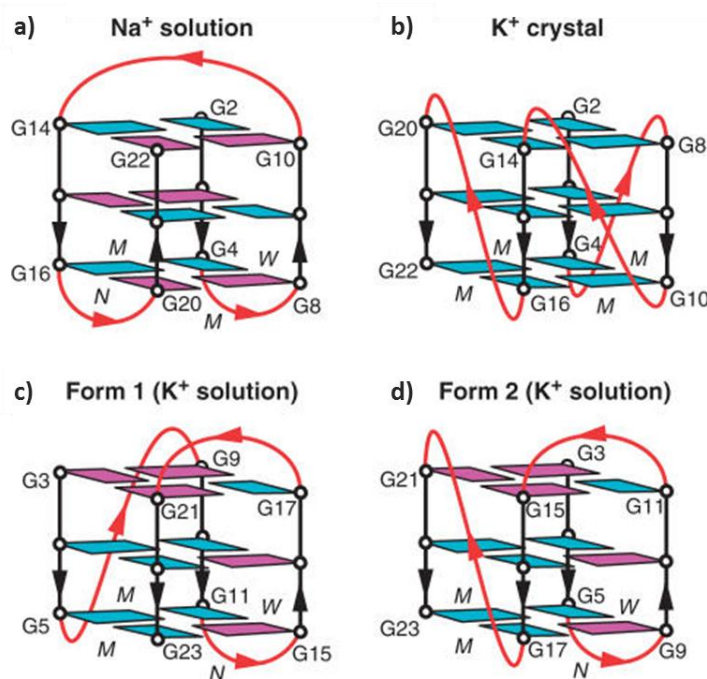 a) Na⁺ solution
G14
G2
G22
G10
G16
M
G4
W
N
G20
M
G8
b) K⁺ crystal
G20
G2
G14
G8
G22
M
G4
M
M
G16
M
G10
c) Form 1 (K⁺ solution)
G3
G9
G21
G17
G5
M
G11
W
M
G23
N
G15
d) Form 2 (K⁺ solution)
G21
G3
G15
G11
G23
M
G5
W
M
G17
N
G9